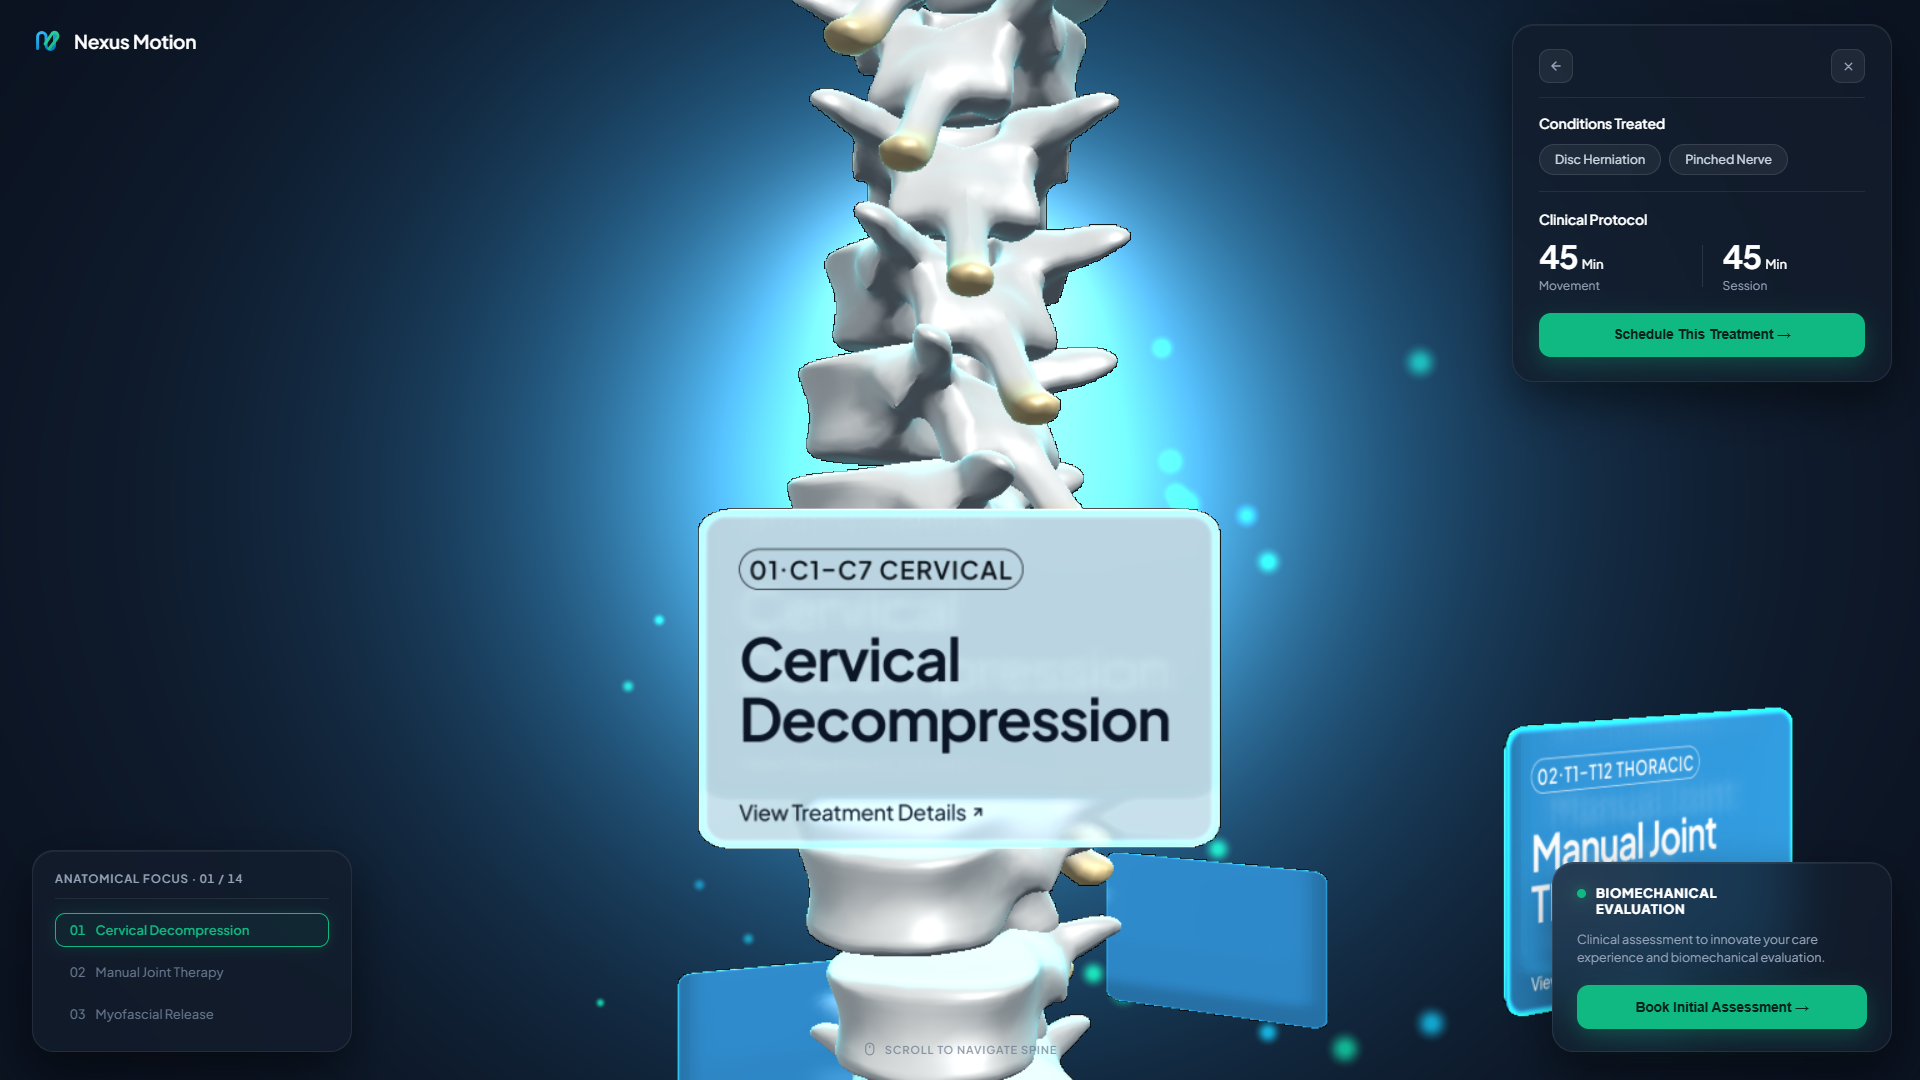 Nexus Motion
Conditions Treated
Disc Herniation
Pinched Nerve
Clinical Protocol
45 Min
Movement
45 Min
Session
Schedule This Treatment →
01·C1–C7 CERVICAL
Cervical
Decompression
View Treatment Details ↗
02·T1–T12 THORACIC
Manual Joint
ANATOMICAL FOCUS · 01 / 14
01 Cervical Decompression
02 Manual Joint Therapy
03 Myofascial Release
BIOMECHANICAL
EVALUATION
Clinical assessment to innovate your care
experience and biomechanical evaluation.
Book Initial Assessment →
SCROLL TO NAVIGATE SPINE